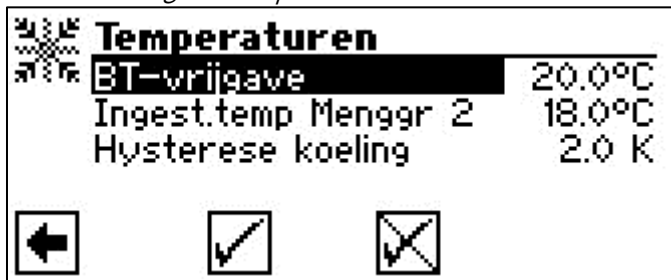 Temperaturen
BT-vrijgave 20.0°C
Ingest.temp Menggr 2 18.0°C
Hysterese koeling 2.0 K